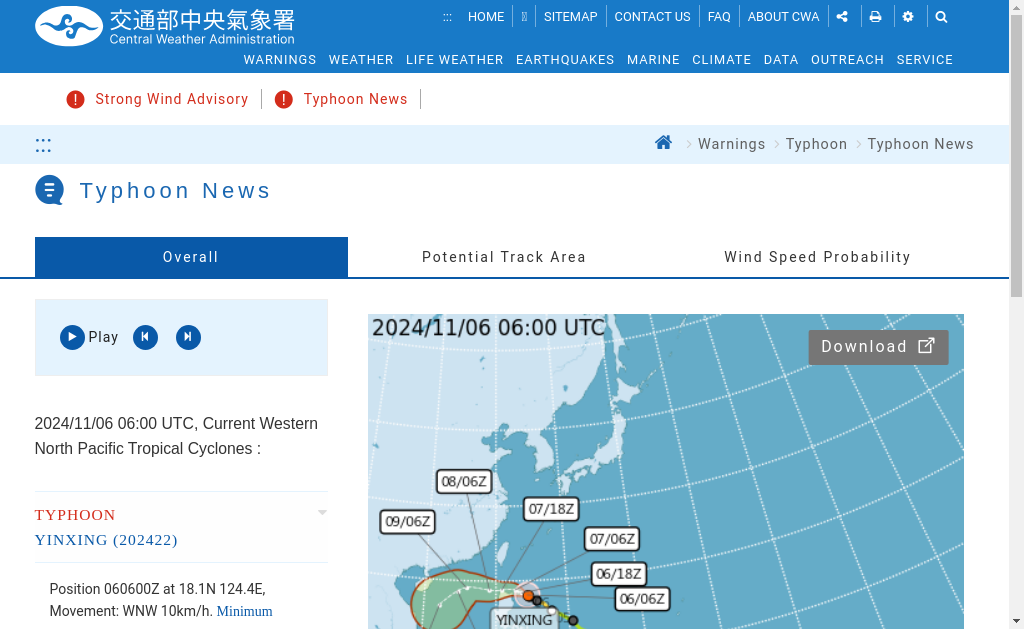 交通部中央氣象署
Central Weather Administration
::: HOME SITEMAP CONTACT US FAQ ABOUT CWA
WARNINGS WEATHER LIFE WEATHER EARTHQUAKES MARINE CLIMATE DATA OUTREACH SERVICE
Strong Wind Advisory Typhoon News
::: Warnings Typhoon Typhoon News
Typhoon News
Overall Potential Track Area Wind Speed Probability
Play
2024/11/06 06:00 UTC, Current Western
North Pacific Tropical Cyclones :
TYPHOON
YINXING (202422)
Position 060600Z at 18.1N 124.4E,
Movement: WNW 10km/h. Minimum
2024/11/06 06:00 UTC
Download
08/06Z
07/18Z
09/06Z
07/06Z
06/18Z
06/06Z
YINXING